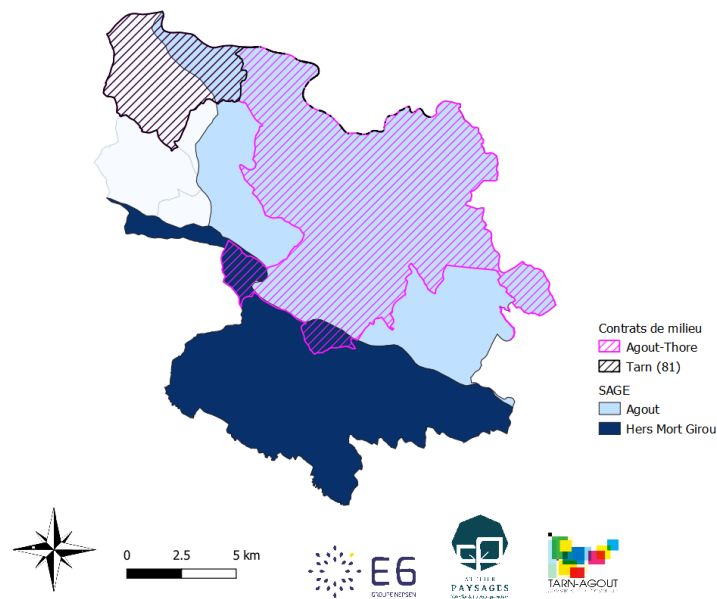 Contrats de milieu
Agout-Thore
Tarn (81)
SAGE
Agout
Hers Mort Girou
0 2.5 5 km
E6
GROUPE NEPSEN
ATELIER
PAYSAGES
TARN-AGOUT